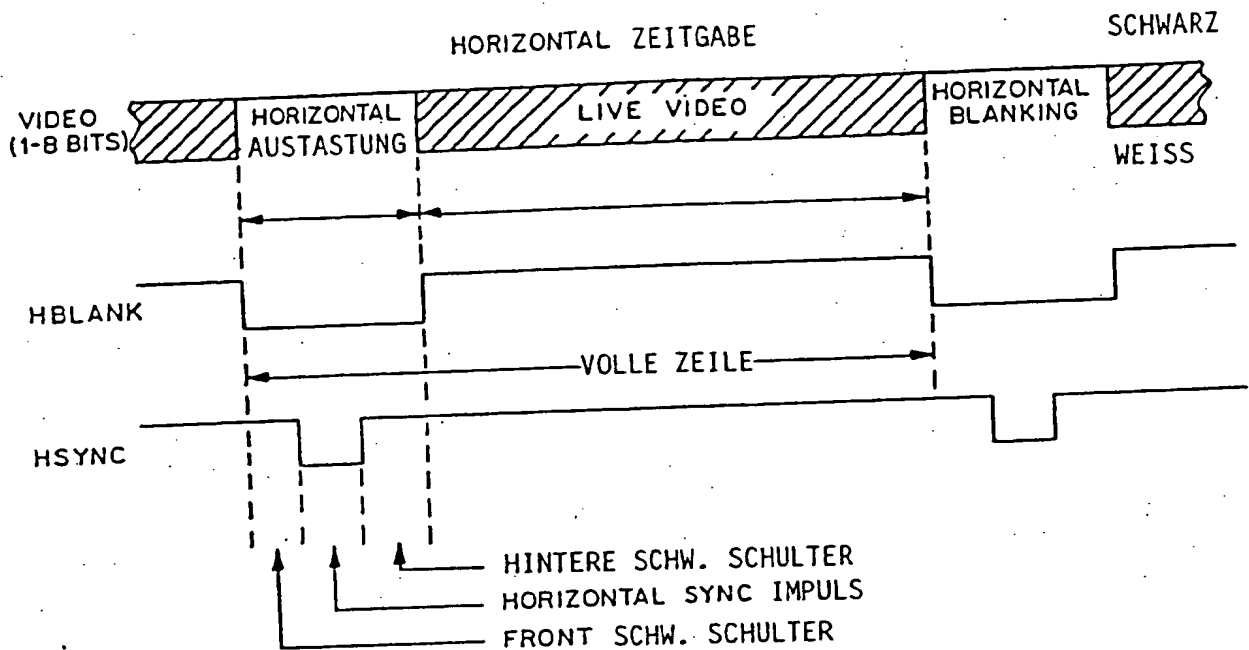 HORIZONTAL ZEITGABE
SCHWARZ
VIDEO
(1-8 BITS)
HORIZONTAL
AUSTASTUNG
LIVE VIDEO
HORIZONTAL
BLANKING
WEISS
HBLANK
VOLLE ZEILE
HSYNC
HINTERE SCHW. SCHULTER
HORIZONTAL SYNC IMPULS
FRONT SCHW. SCHULTER